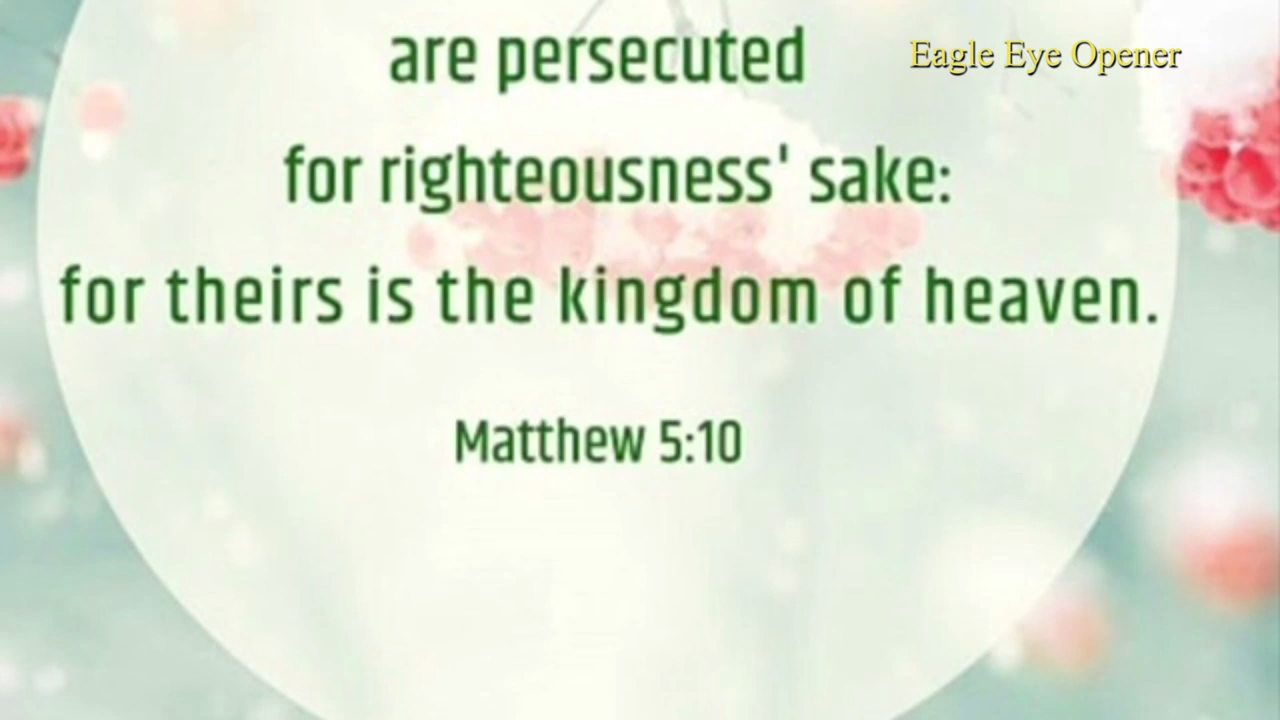 are persecuted
Eagle Eye Opener
for righteousness' sake:
for theirs is the kingdom of heaven.
Matthew 5:10